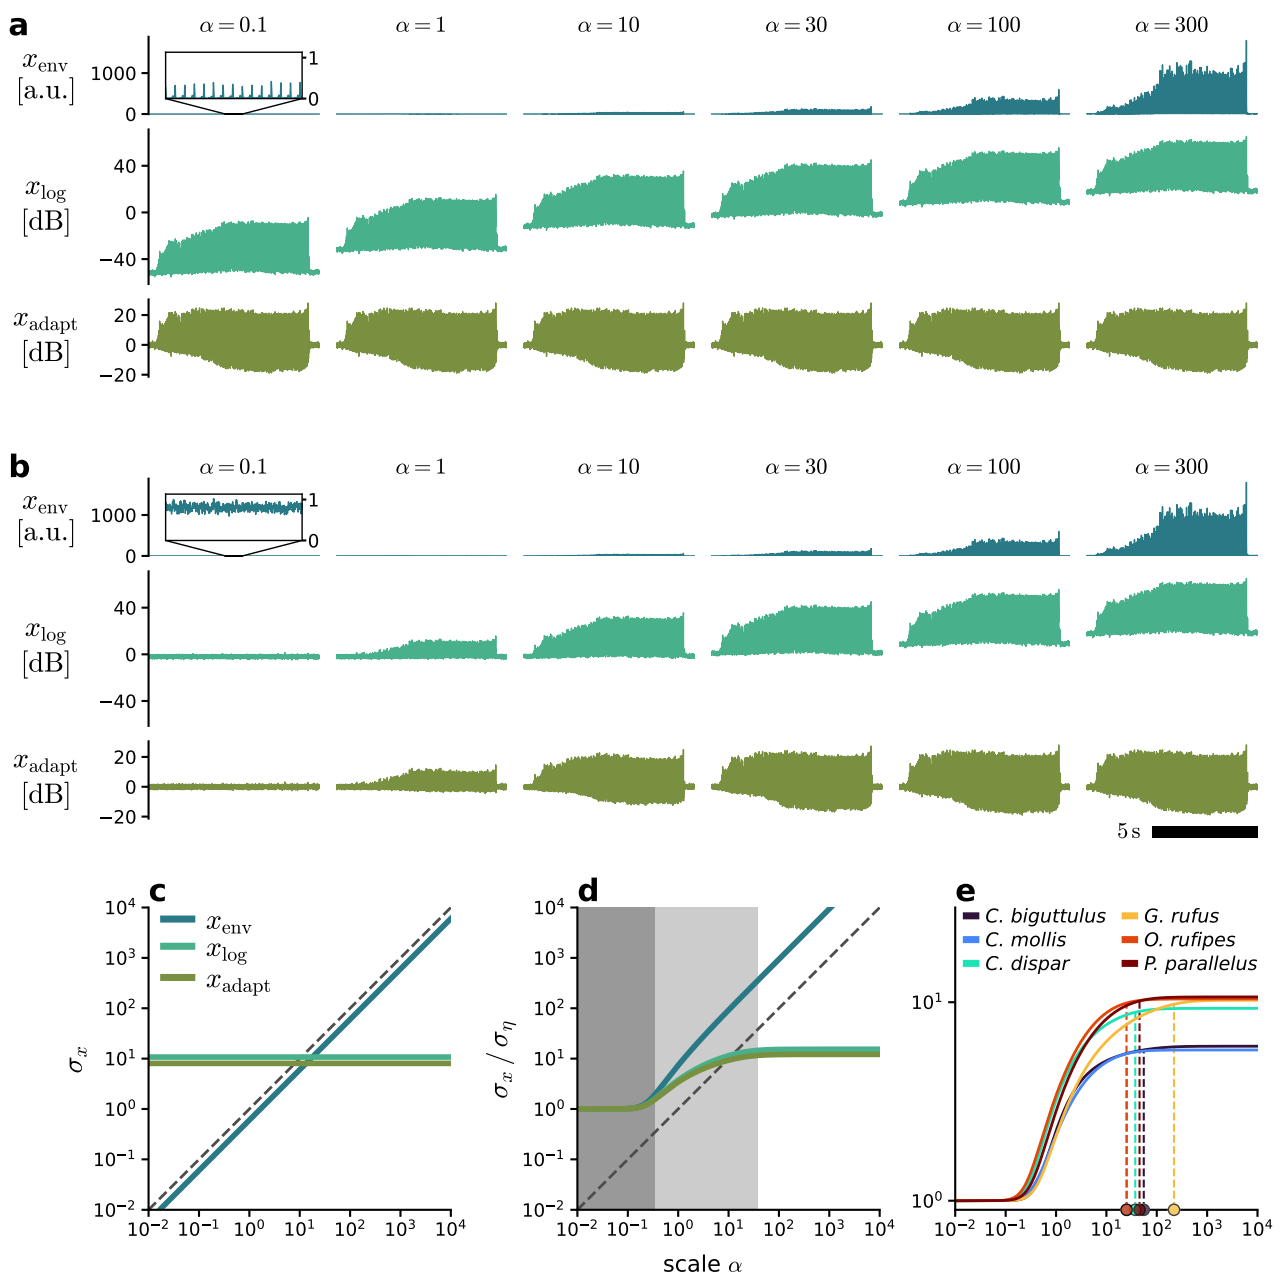 a
α = 0.1 α = 1 α = 10 α = 30 α = 100 α = 300
x_env
[a.u.]
1000
0
1
0
x_log
[dB]
40
0
−40
x_adapt
[dB]
20
0
−20
b
α = 0.1 α = 1 α = 10 α = 30 α = 100 α = 300
x_env
[a.u.]
1000
0
1
0
x_log
[dB]
40
0
−40
x_adapt
[dB]
20
0
−20
5 s
c
x_env
x_log
x_adapt
σ_x
10^4
10^3
10^2
10^1
10^0
10^−1
10^−2
10^−2 10^−1 10^0 10^1 10^2 10^3 10^4
d
σ_x / σ_η
10^4
10^3
10^2
10^1
10^0
10^−1
10^−2
10^−2 10^−1 10^0 10^1 10^2 10^3 10^4
scale α
e
C. biguttulus
C. mollis
C. dispar
G. rufus
O. rufipes
P. parallelus
10^1
10^0
10^−2 10^−1 10^0 10^1 10^2 10^3 10^4